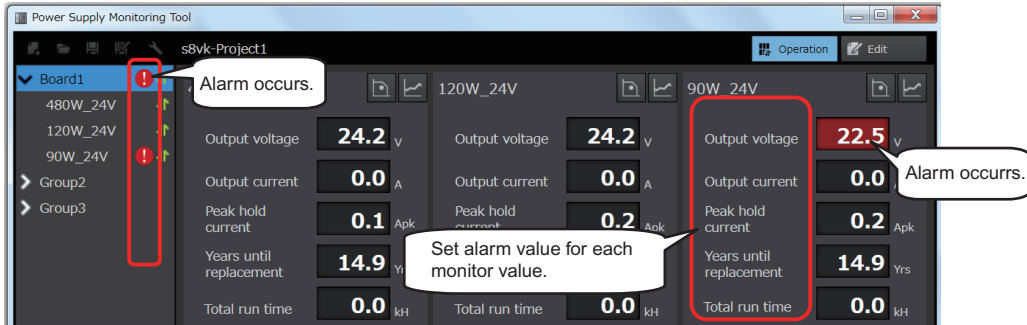 Power Supply Monitoring Tool
s8vk-Project1
Operation
Edit
Board1
480W_24V
120W_24V
90W_24V
Group2
Group3
Alarm occurs.
Output voltage 24.2 V
Output current 0.0 A
Peak hold
current 0.1 Apk
Years until
replacement 14.9
Total run time 0.0 kH
120W_24V
Output voltage 24.2 V
Output current 0.0 A
Peak hold
current 0.2 Apk
Set alarm value for each
monitor value.
Total run time 0.0 kH
90W_24V
Output voltage 22.5 V
Output current 0.0
Alarm occurrs.
Peak hold
current 0.2 Apk
Years until
replacement 14.9 Yrs
Total run time 0.0 kH